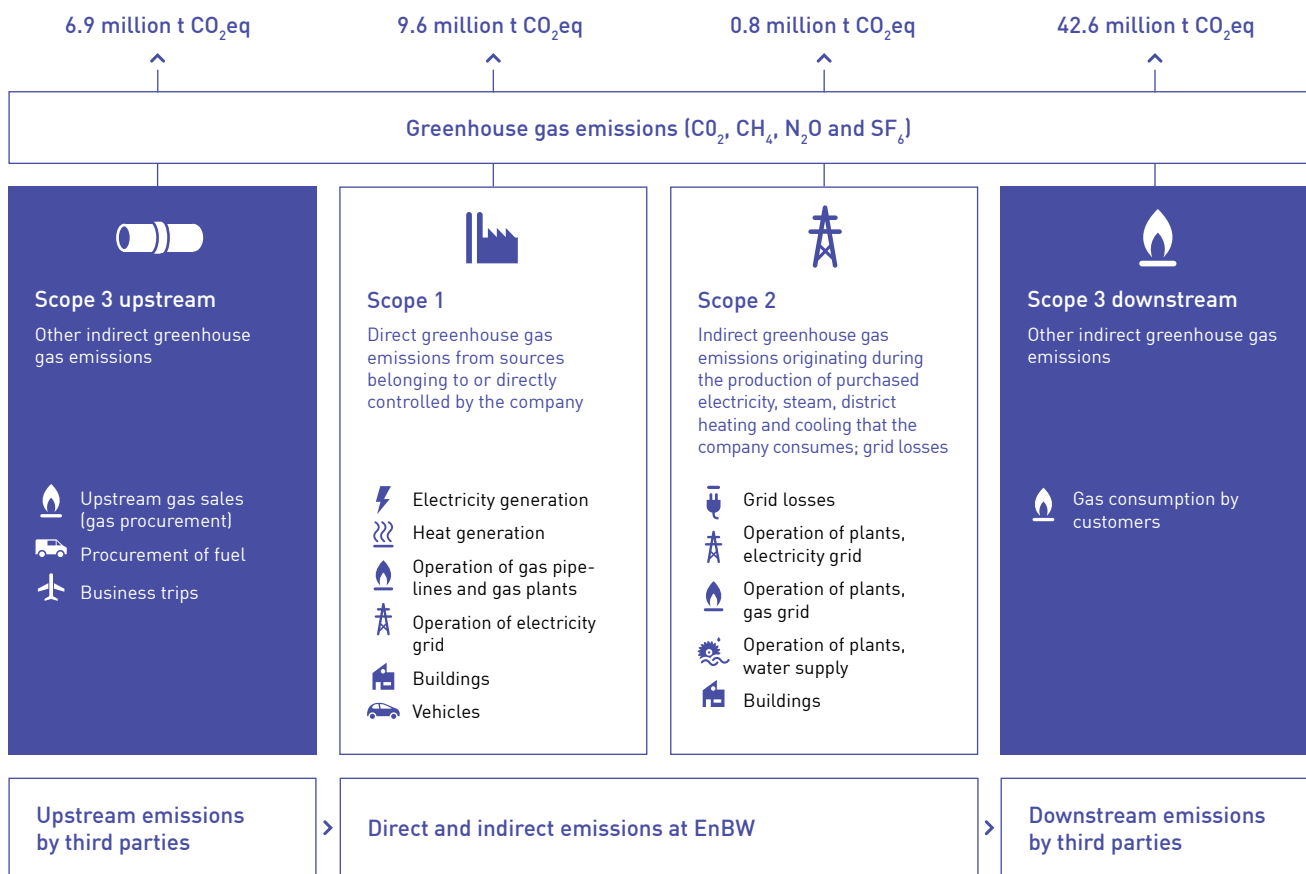 6.9 million t CO₂eq
9.6 million t CO₂eq
0.8 million t CO₂eq
42.6 million t CO₂eq
Greenhouse gas emissions (C0₂, CH₄, N₂O and SF₆)
Scope 3 upstream
Other indirect greenhouse
gas emissions
Upstream gas sales
(gas procurement)
Procurement of fuel
Business trips
Scope 1
Direct greenhouse gas
emissions from sources
belonging to or directly
controlled by the company
Electricity generation
Heat generation
Operation of gas pipe-
lines and gas plants
Operation of electricity
grid
Buildings
Vehicles
Scope 2
Indirect greenhouse gas
emissions originating during
the production of purchased
electricity, steam, district
heating and cooling that the
company consumes; grid losses
Grid losses
Operation of plants,
electricity grid
Operation of plants,
gas grid
Operation of plants,
water supply
Buildings
Scope 3 downstream
Other indirect greenhouse gas
emissions
Gas consumption by
customers
Upstream emissions
by third parties
Direct and indirect emissions at EnBW
Downstream emissions
by third parties